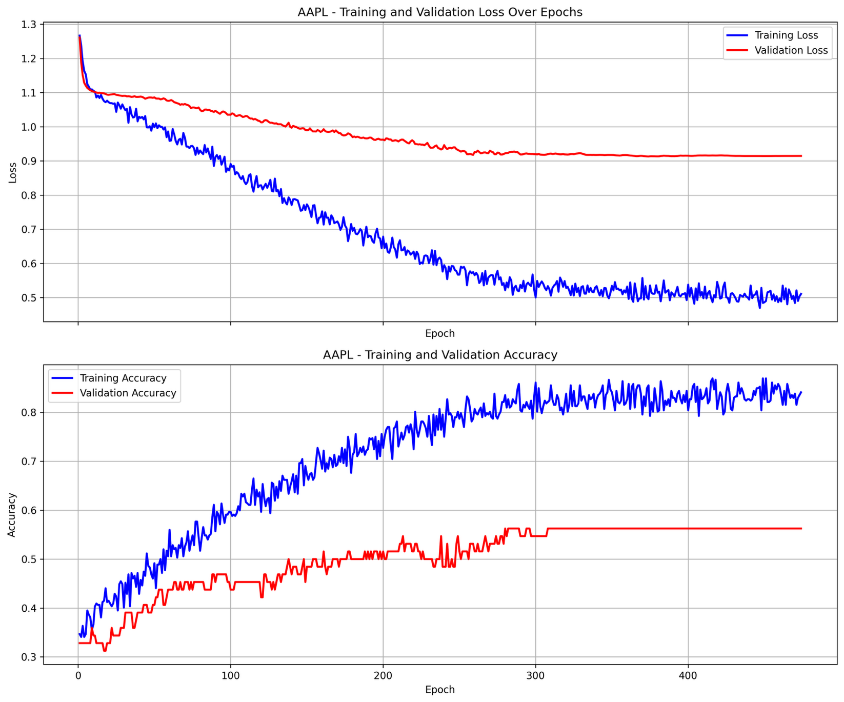 AAPL - Training and Validation Loss Over Epochs
1.3
1.2
1.1
1.0
0.9
0.8
0.7
0.6
0.5
Loss
Training Loss
Validation Loss
Epoch
AAPL - Training and Validation Accuracy
Training Accuracy
Validation Accuracy
0.8
0.7
0.6
0.5
0.4
0.3
Accuracy
0 100 200 300 400
Epoch